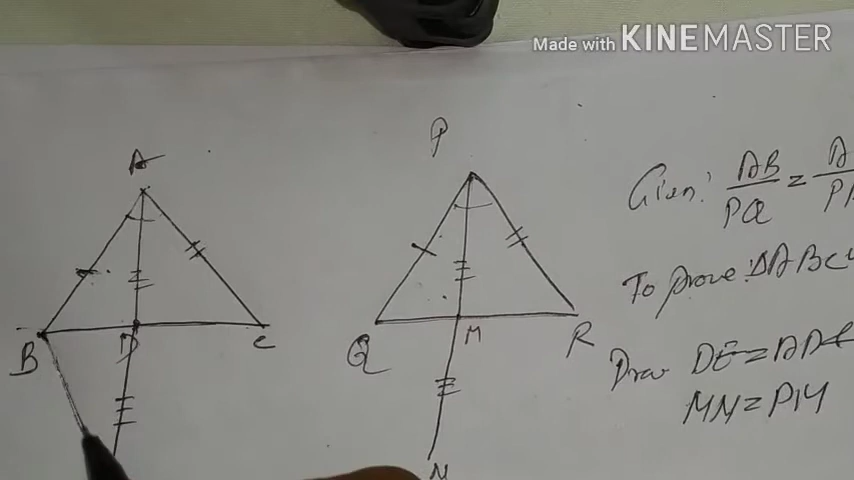 Made with KINEMASTER
A
P
Given: AB/PQ = A
To prove: ΔABC
B D C
Q M R
Draw DE = AD &
MN = PM
N